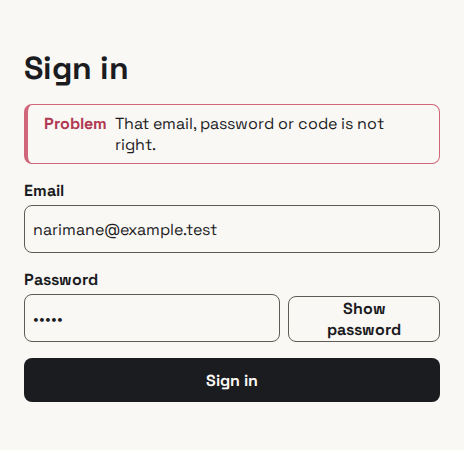 Sign in
Problem That email, password or code is not
right.
Email
narimane@example.test
Password
•••••
Show
password
Sign in